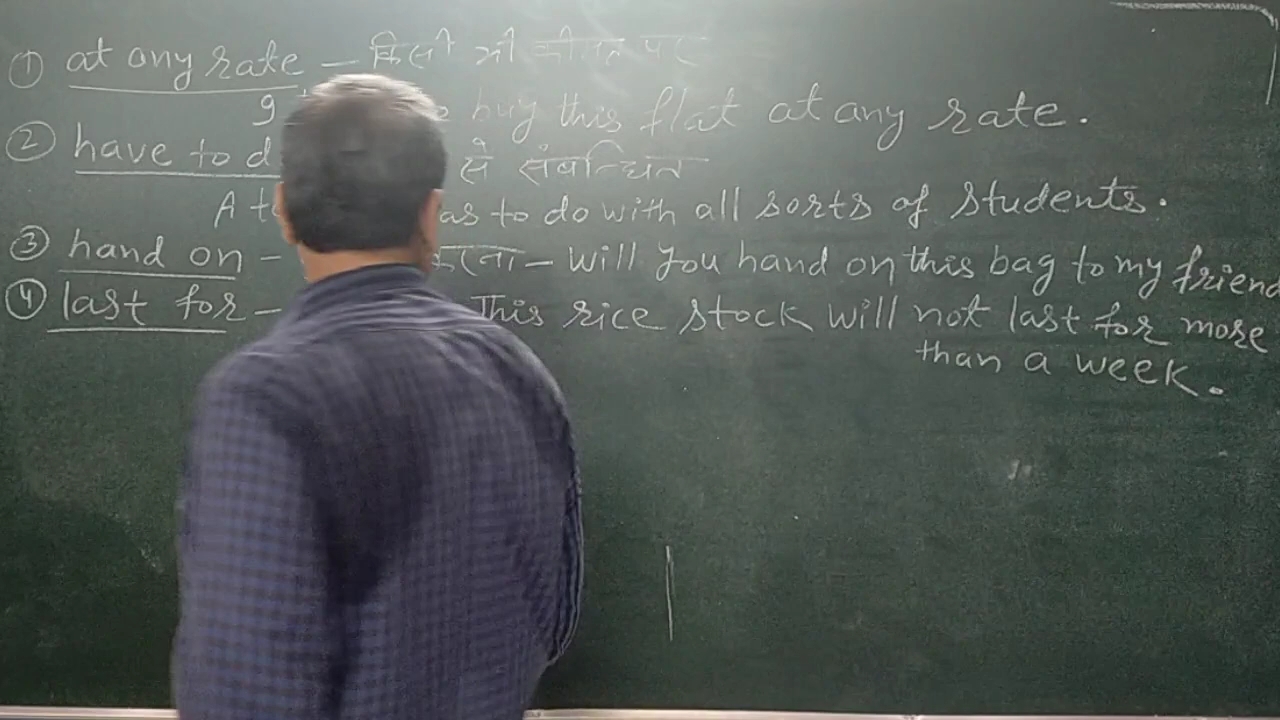 ① at any rate – किसी भी कीमत पर
buy this flat at any rate.
② have to d से संबन्धित
A as to do with all sorts of students.
③ hand on – – will you hand on this bag to my friend
④ last for – This rice stock will not last for more
than a week.